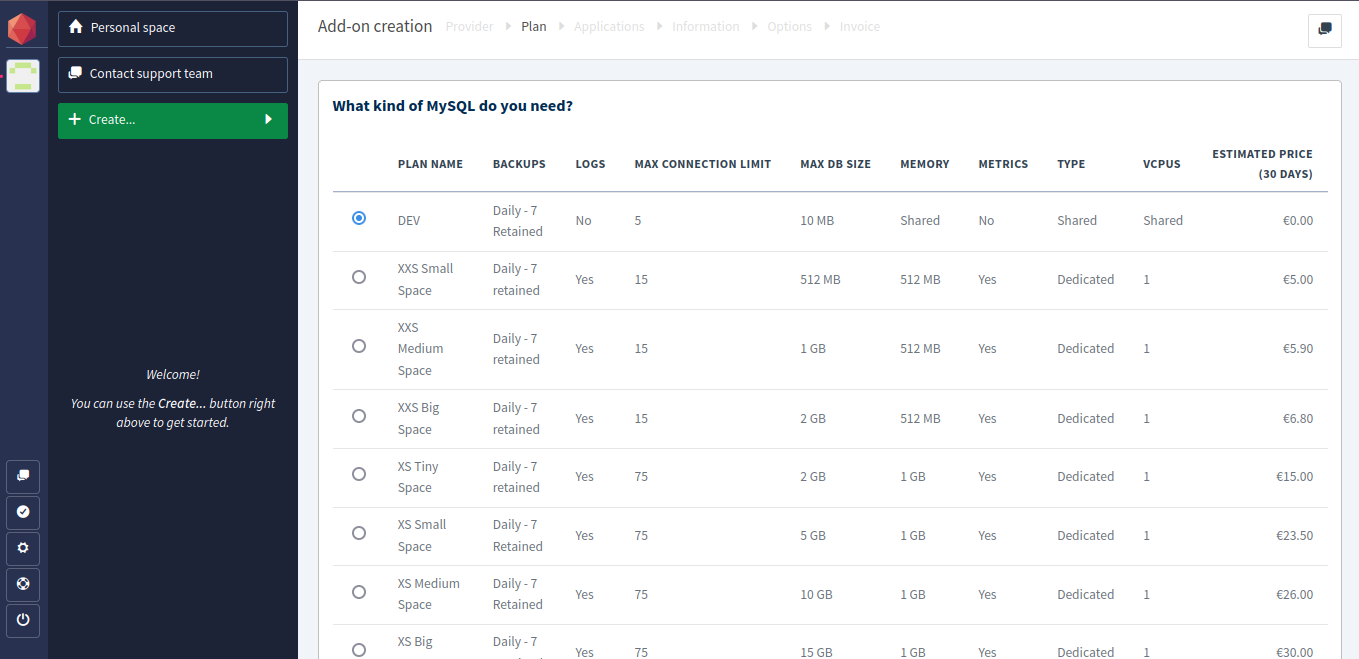 Personal space
Contact support team
Create...
Welcome!
You can use the Create... button right
above to get started.
Add-on creation Provider Plan Applications Information Options Invoice
What kind of MySQL do you need?
PLAN NAME BACKUPS LOGS MAX CONNECTION LIMIT MAX DB SIZE MEMORY METRICS TYPE VCPUS ESTIMATED PRICE
(30 DAYS)
DEV Daily - 7 No 5 10 MB Shared No Shared Shared €0.00
Retained
XXS Small Daily - 7 Yes 15 512 MB 512 MB Yes Dedicated 1 €5.00
Space retained
XXS
Medium Daily - 7 Yes 15 1 GB 512 MB Yes Dedicated 1 €5.90
Space retained
XXS Big Daily - 7 Yes 15 2 GB 512 MB Yes Dedicated 1 €6.80
Space retained
XS Tiny Daily - 7 Yes 75 2 GB 1 GB Yes Dedicated 1 €15.00
Space retained
XS Small Daily - 7 Yes 75 5 GB 1 GB Yes Dedicated 1 €23.50
Space Retained
XS Medium Daily - 7 Yes 75 10 GB 1 GB Yes Dedicated 1 €26.00
Space Retained
XS Big Daily - 7 Yes 75 15 GB 1 GB Yes Dedicated 1 €30.00